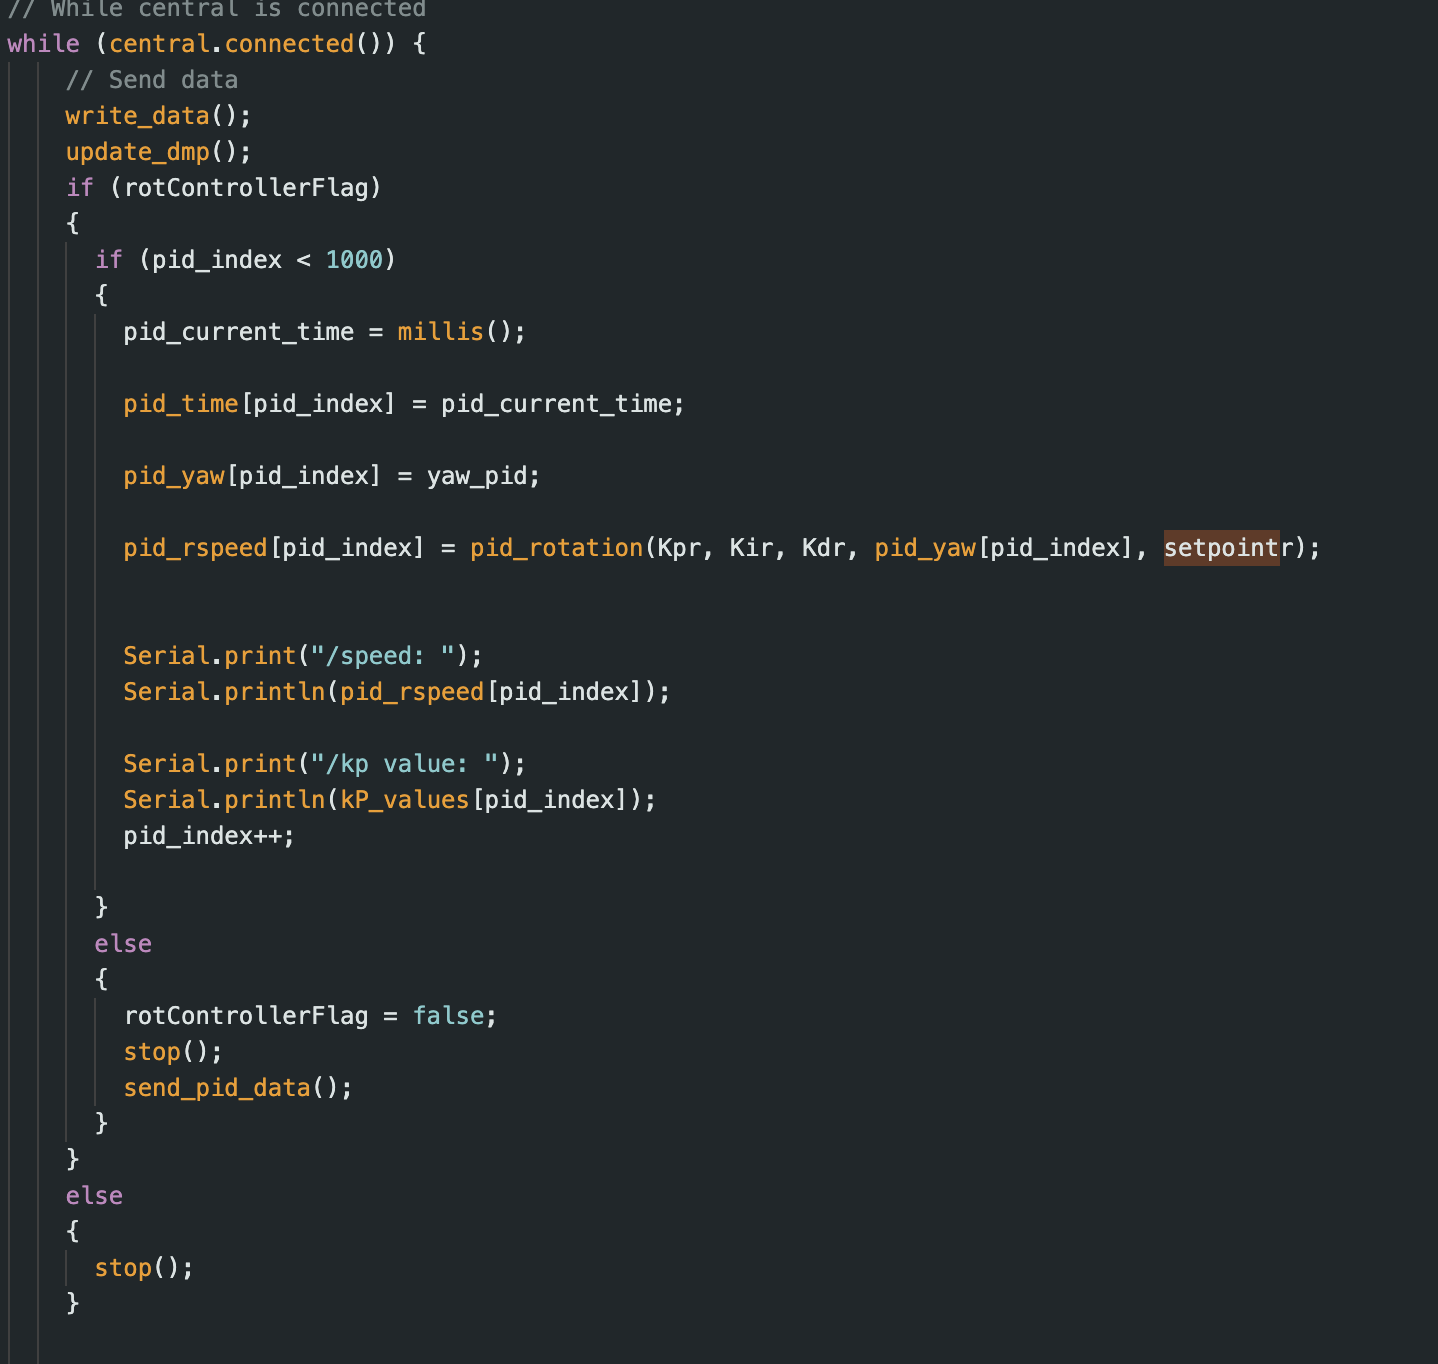 // While central is connected
while (central.connected()) {
// Send data
write_data();
update_dmp();
if (rotControllerFlag)
{
if (pid_index < 1000)
{
pid_current_time = millis();
pid_time[pid_index] = pid_current_time;
pid_yaw[pid_index] = yaw_pid;
pid_rspeed[pid_index] = pid_rotation(Kpr, Kir, Kdr, pid_yaw[pid_index], setpointr);
Serial.print("/speed: ");
Serial.println(pid_rspeed[pid_index]);
Serial.print("/kp value: ");
Serial.println(kP_values[pid_index]);
pid_index++;
}
else
{
rotControllerFlag = false;
stop();
send_pid_data();
}
}
else
{
stop();
}